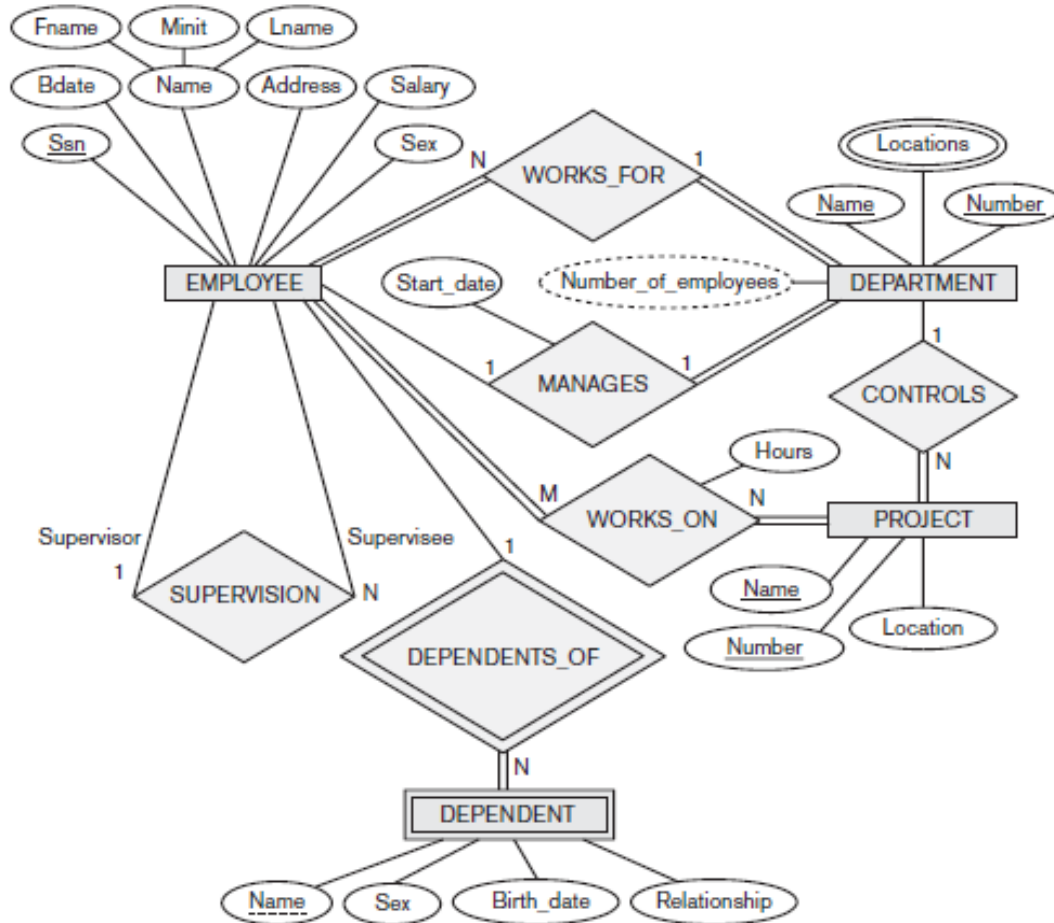 Fname
Minit
Lname
Bdate
Name
Address
Salary
Ssn
Sex
N
WORKS_FOR
1
Locations
Name
Number
EMPLOYEE
Start_date
Number_of_employees
DEPARTMENT
1
MANAGES
1
1
CONTROLS
N
Hours
M
WORKS_ON
N
PROJECT
Supervisor
1
SUPERVISION
Supervisee
N
1
Name
Number
Location
DEPENDENTS_OF
N
DEPENDENT
Name
Sex
Birth_date
Relationship